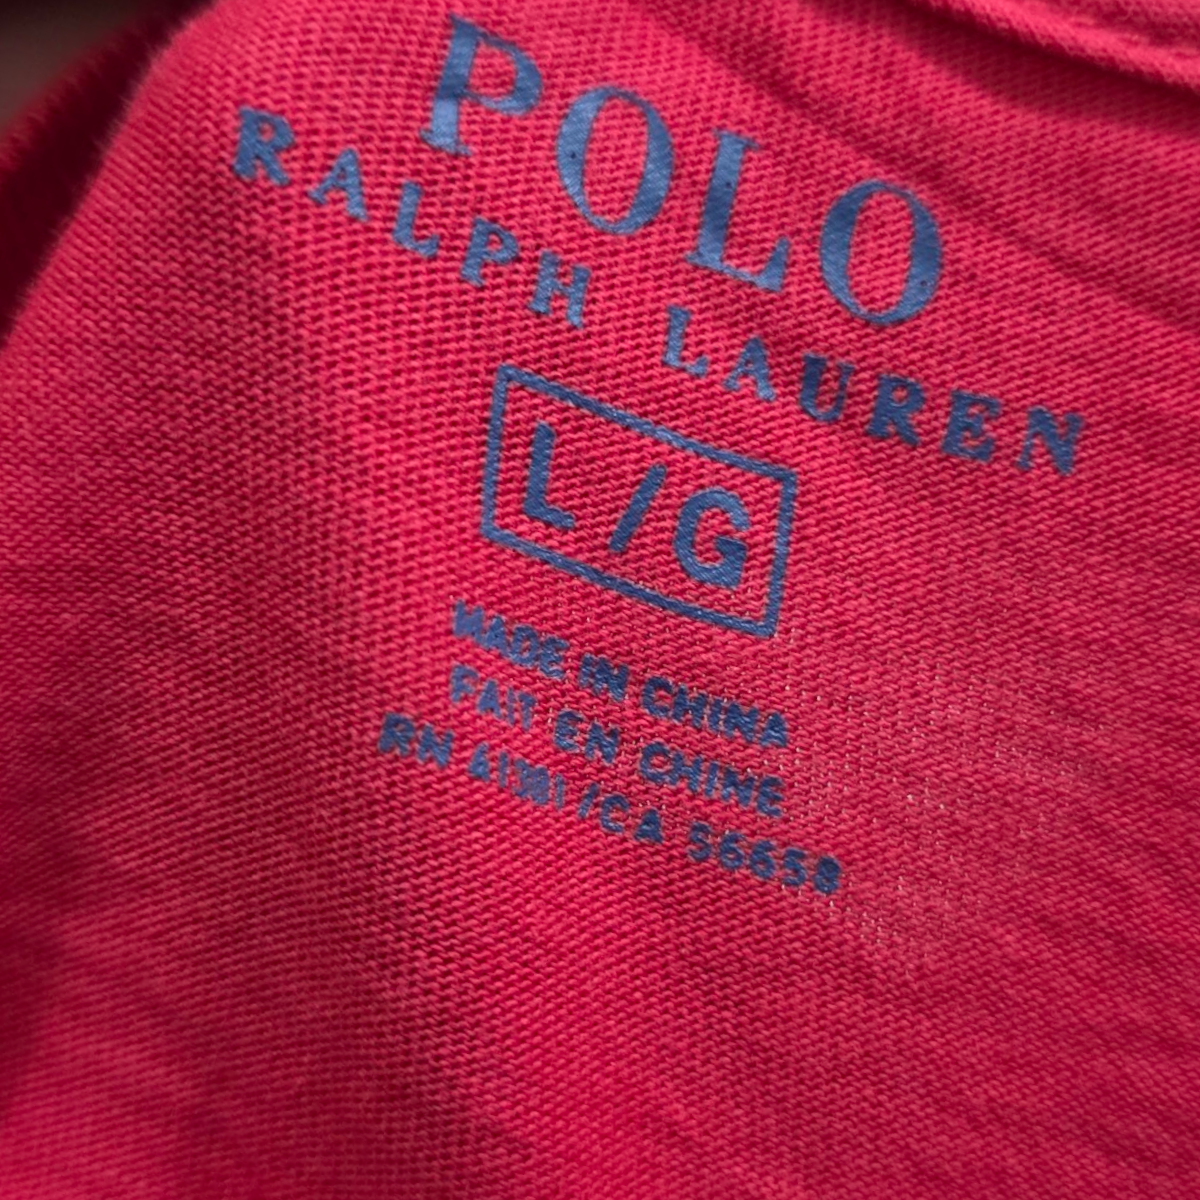 POLO
RALPH LAUREN
L/G
MADE IN CHINA
FAIT EN CHINE
RN 41381/CA 56658